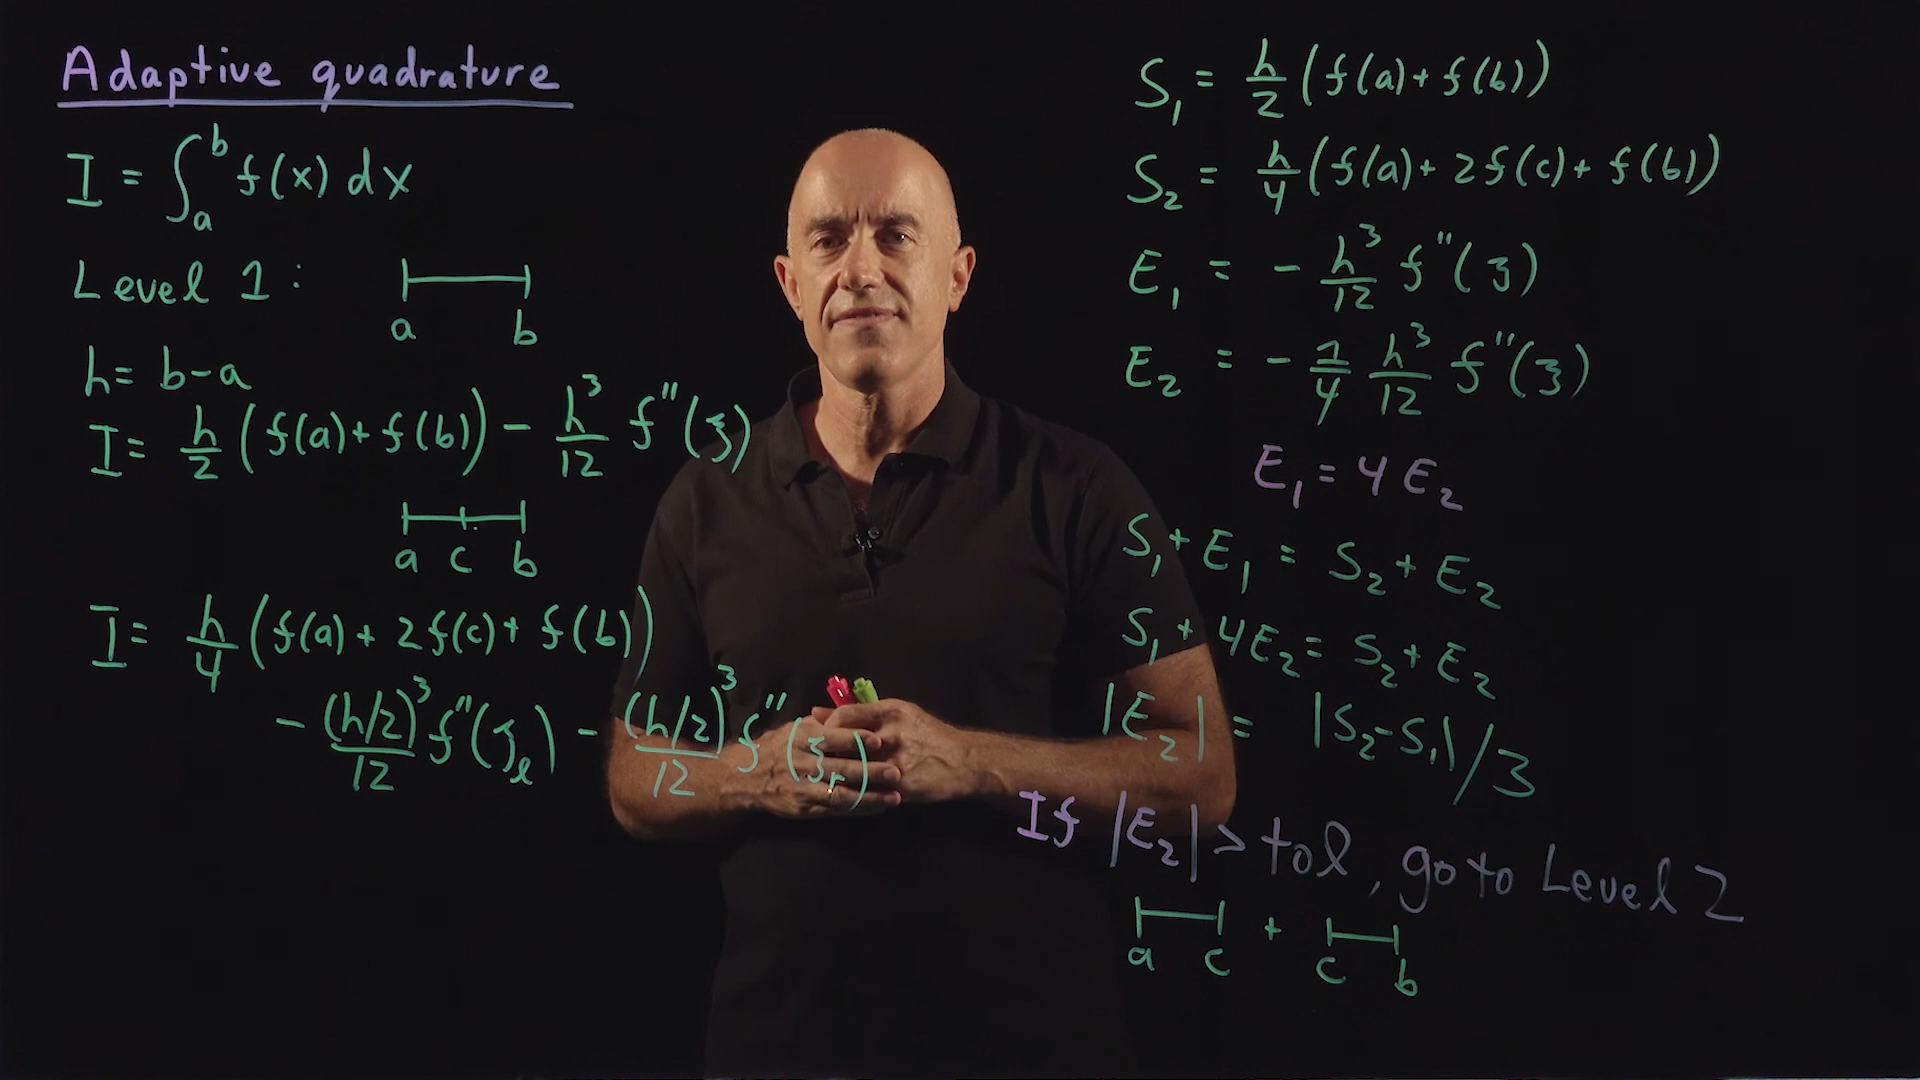 Adaptive quadrature
I = ∫_a^b f(x) dx
Level 1:
a b
h = b-a
I = h/2 (f(a) + f(b)) - h³/12 f''(ξ)
a c b
I = h/4 (f(a) + 2f(c) + f(b))
- (h/2)³/12 f''(ξ_l) - (h/2)³/12 f''(ξ_r)
S₁ = h/2 (f(a) + f(b))
S₂ = h/4 (f(a) + 2f(c) + f(b))
E₁ = - h³/12 f''(ξ)
E₂ = - 1/4 h³/12 f''(ξ)
E₁ = 4E₂
S₁ + E₁ = S₂ + E₂
S₁ + 4E₂ = S₂ + E₂
|E₂| = |S₂-S₁|/3
If |E₂| > tol, go to Level 2
a c + c b